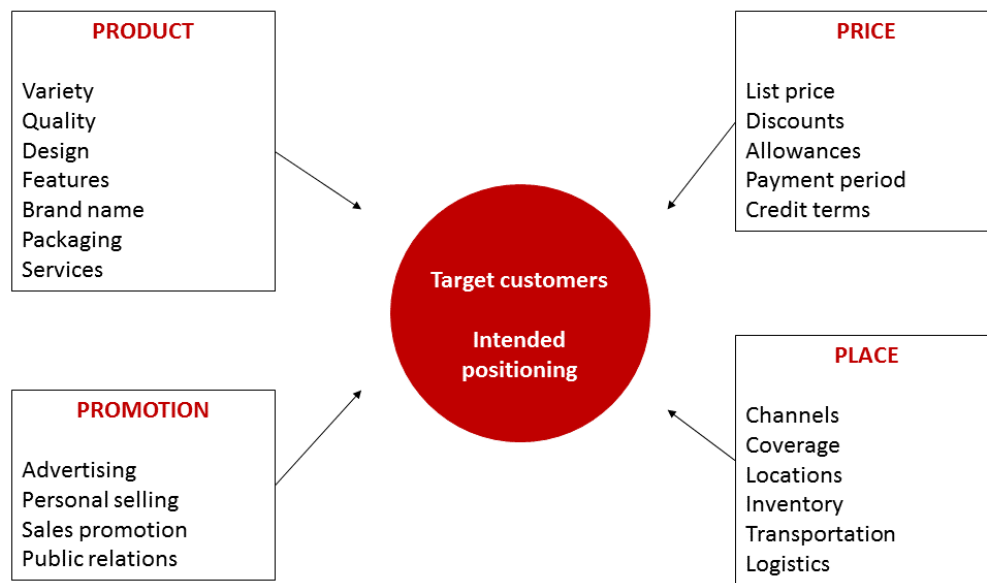 PRODUCT
Variety
Quality
Design
Features
Brand name
Packaging
Services
PRICE
List price
Discounts
Allowances
Payment period
Credit terms
Target customers
Intended
positioning
PROMOTION
Advertising
Personal selling
Sales promotion
Public relations
PLACE
Channels
Coverage
Locations
Inventory
Transportation
Logistics